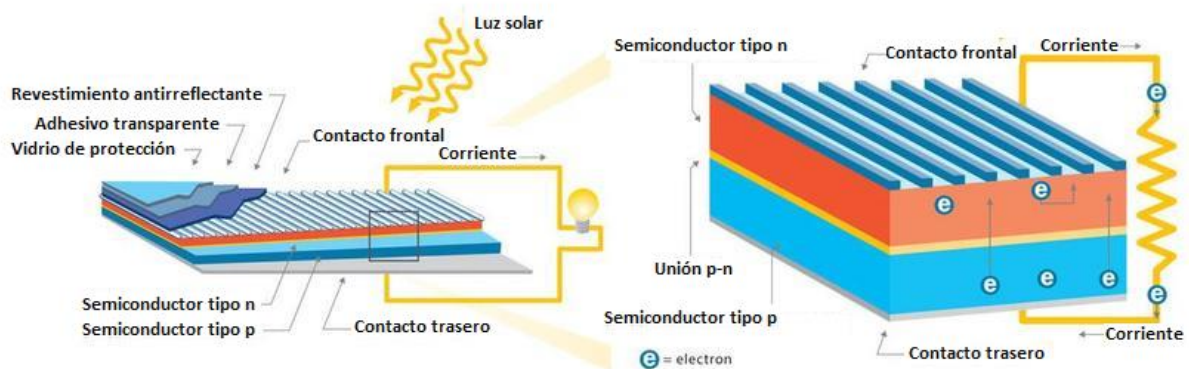 Luz solar
Revestimiento antirreflectante
Adhesivo transparente
Vidrio de protección
Contacto frontal
Corriente
Semiconductor tipo n
Semiconductor tipo p
Contacto trasero
Semiconductor tipo n
Contacto frontal
Corriente
e
e
e
e
e
e
e
Unión p-n
Semiconductor tipo p
Corriente
Contacto trasero
e = electron